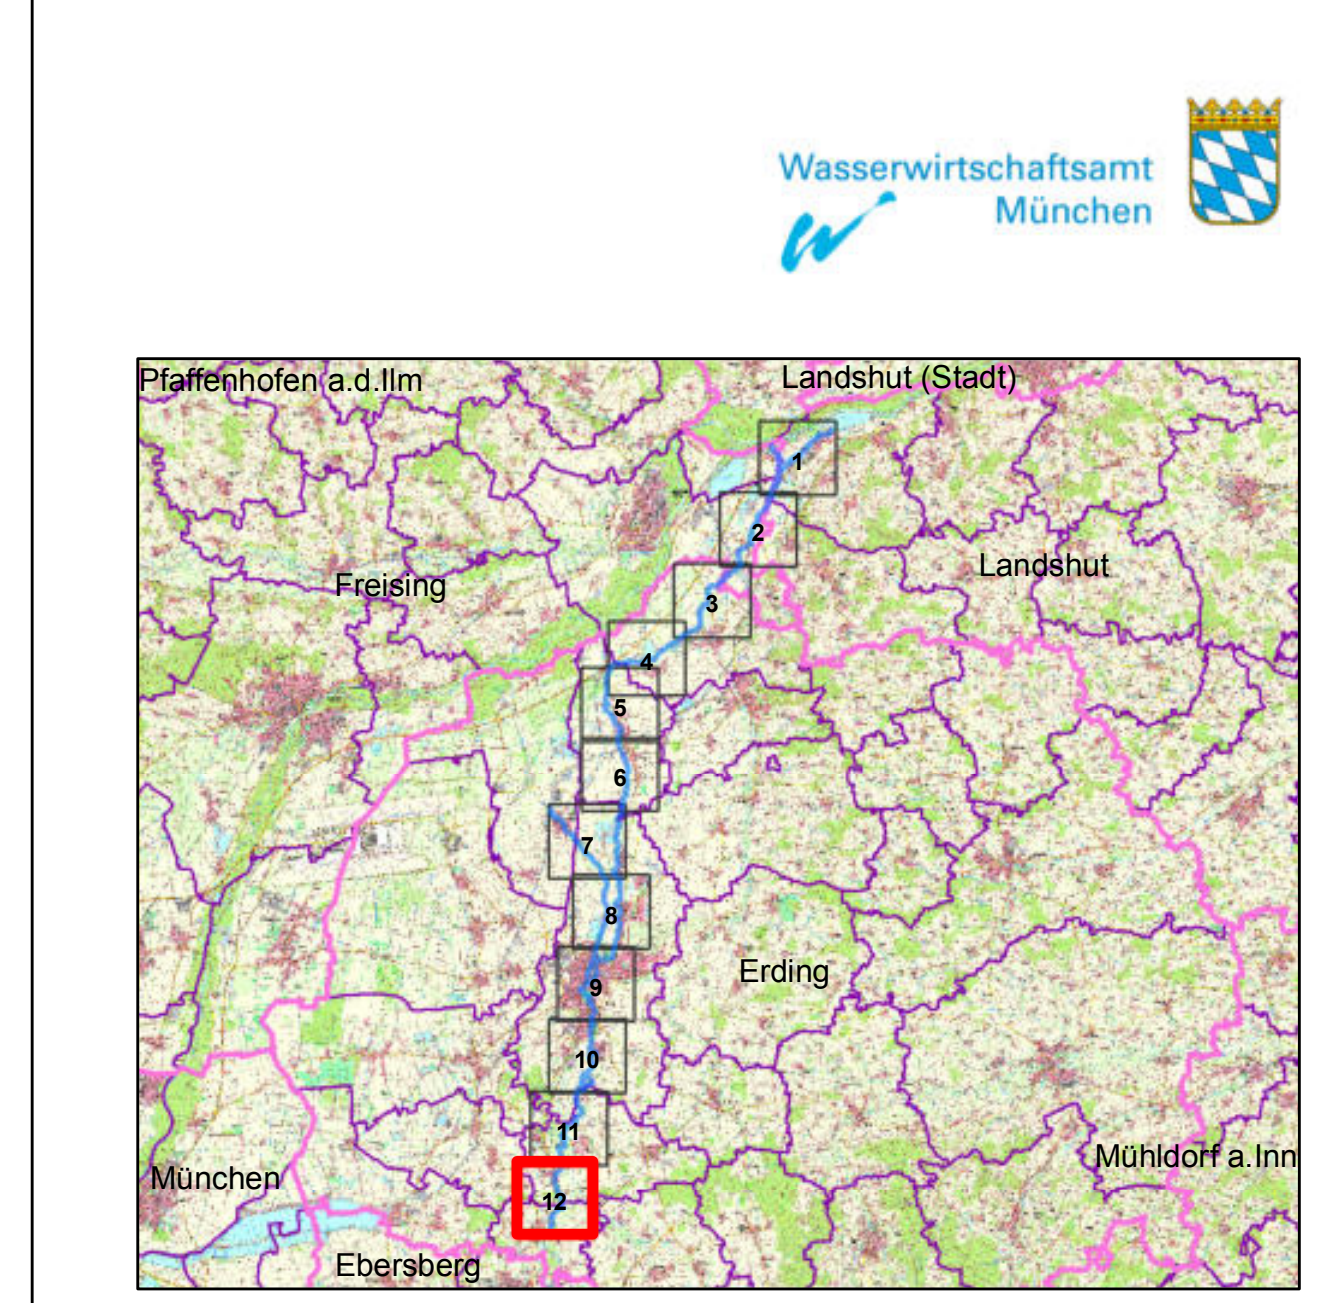 Wasserwirtschaftsamt
München
Pfaffenhofen a.d.Ilm
Landshut (Stadt)
1
2
Landshut
Freising
3
4
5
6
7
8
Erding
9
10
11
Mühldorf a.Inn
München
12
Ebersberg